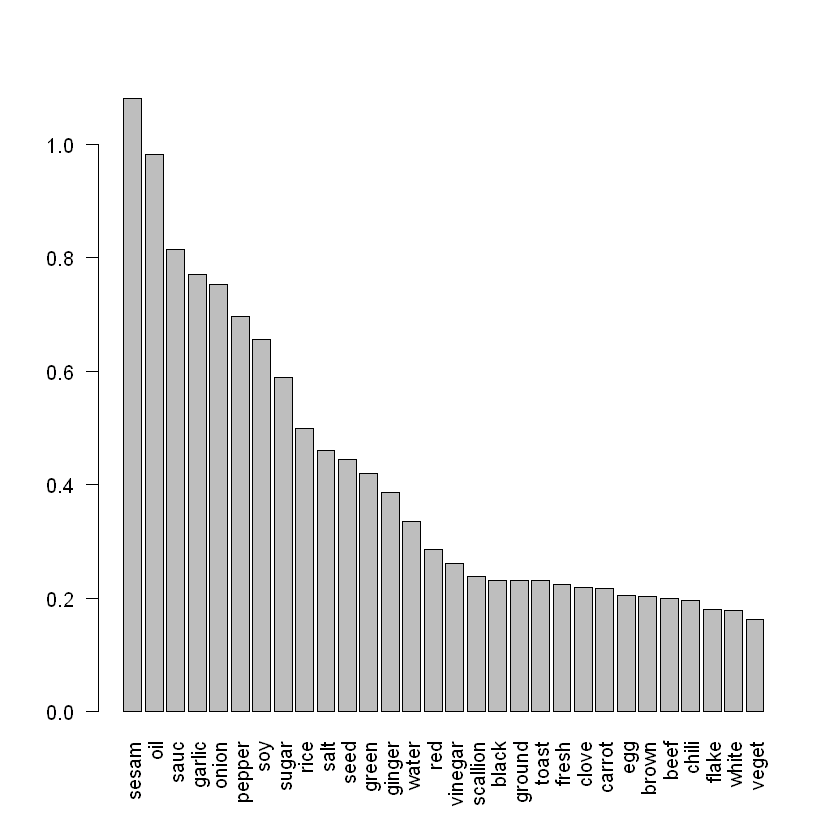 1.0
0.8
0.6
0.4
0.2
0.0
sesam
oil
sauc
garlic
onion
pepper
soy
sugar
rice
salt
seed
green
ginger
water
red
vinegar
scallion
black
ground
toast
fresh
clove
carrot
egg
brown
beef
chili
flake
white
veget